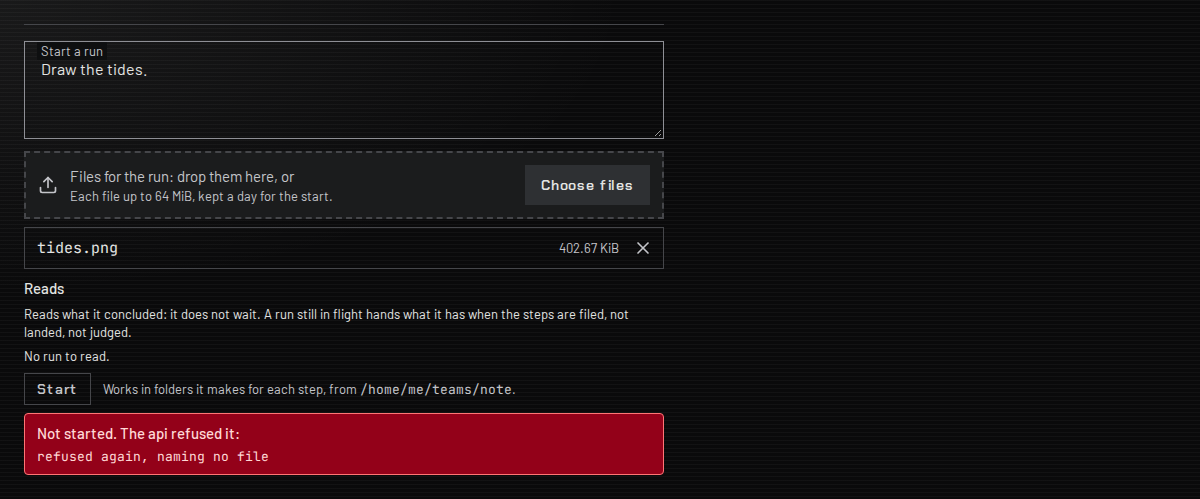 Start a run
Draw the tides.
Files for the run: drop them here, or
Each file up to 64 MiB, kept a day for the start.
Choose files
tides.png
402.67 KiB
Reads
Reads what it concluded: it does not wait. A run still in flight hands what it has when the steps are filed, not
landed, not judged.
No run to read.
Start
Works in folders it makes for each step, from /home/me/teams/note.
Not started. The api refused it:
refused again, naming no file